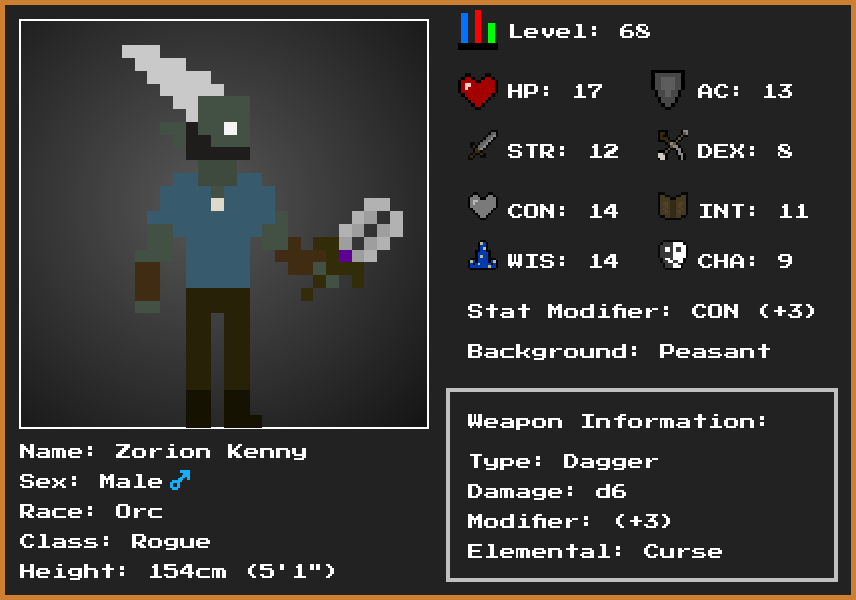 Level: 68
HP: 17 AC: 13
STR: 12 DEX: 8
CON: 14 INT: 11
WIS: 14 CHA: 9
Stat Modifier: CON (+3)
Background: Peasant
Weapon Information:
Type: Dagger
Damage: d6
Modifier: (+3)
Elemental: Curse
Name: Zorion Kenny
Sex: Male♂
Race: Orc
Class: Rogue
Height: 154cm (5'1")